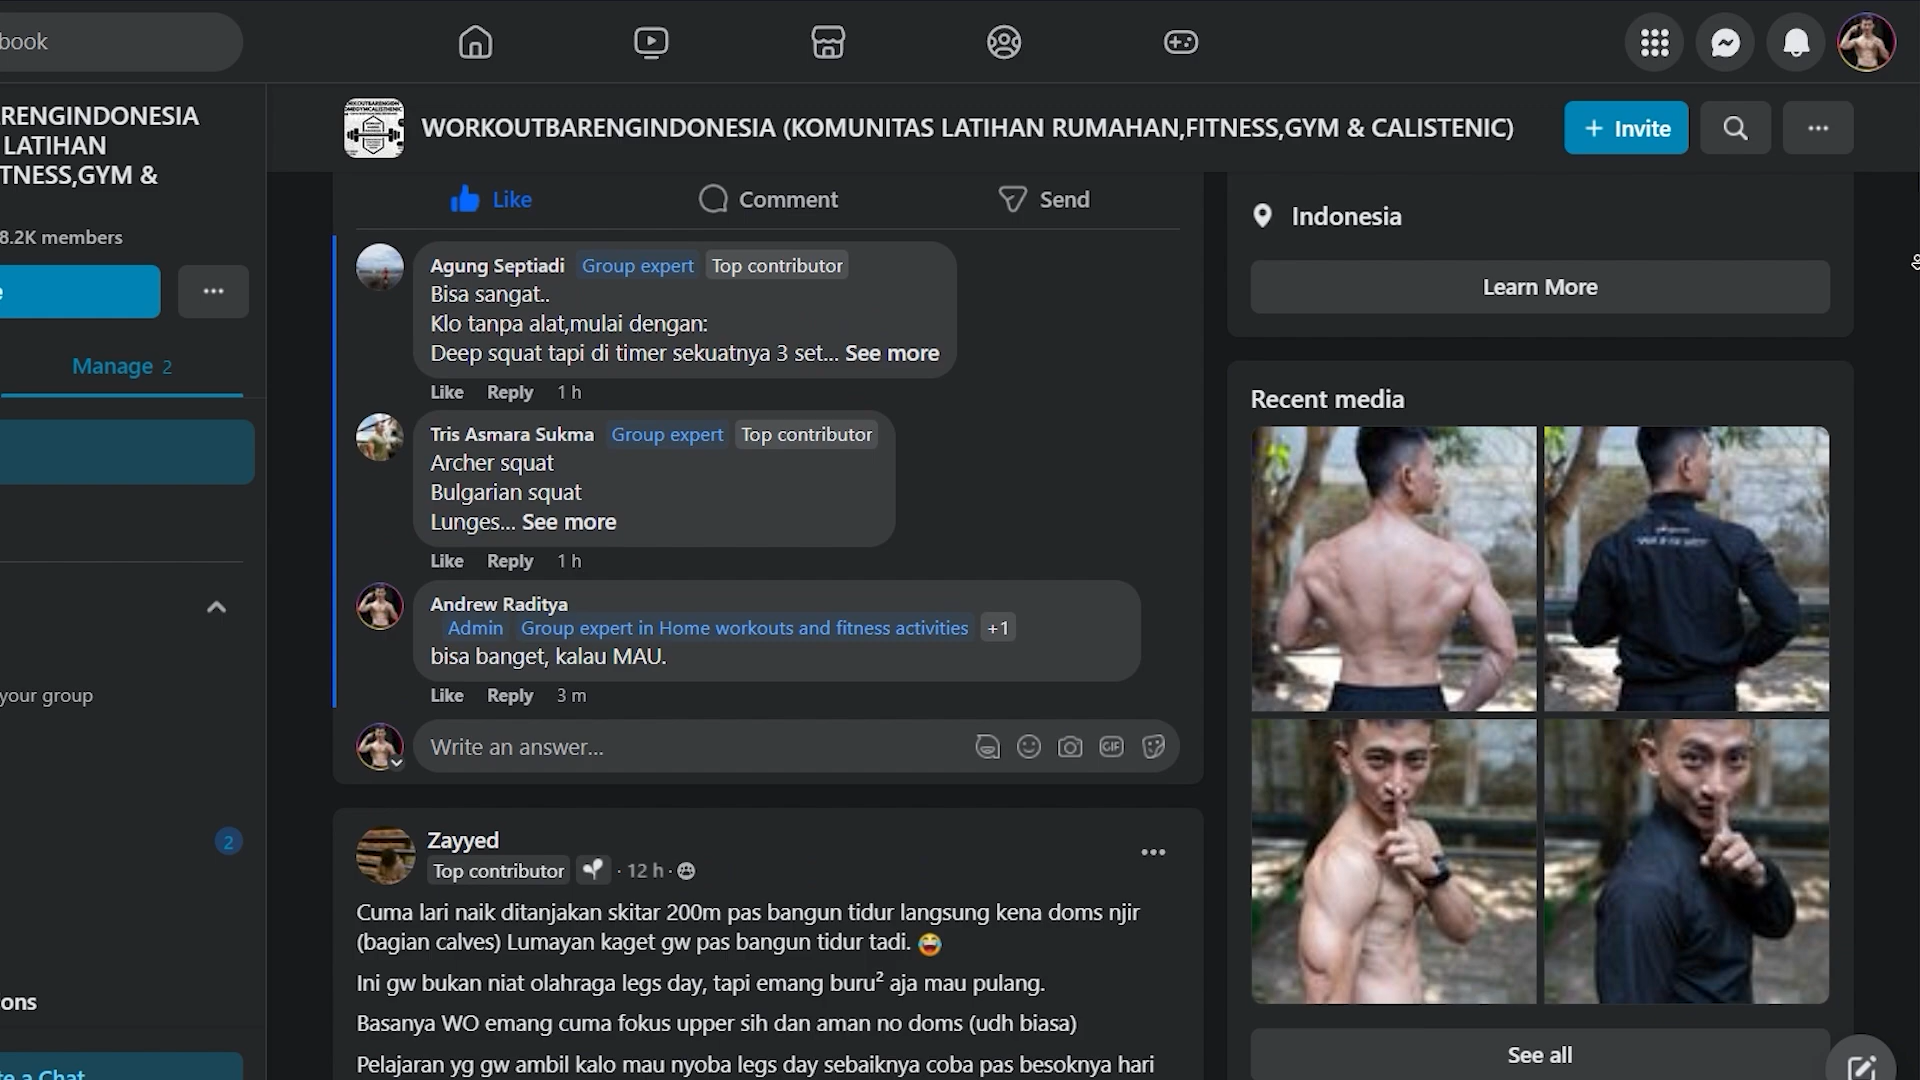 book
RENGINDONESIA
LATIHAN
TNESS,GYM &
8.2K members
Manage 2
your group
2
ons
te a Chat
WORKOUTBARENGINDONESIA (KOMUNITAS LATIHAN RUMAHAN,FITNESS,GYM & CALISTENIC)
+ Invite
Like
Comment
Send
Agung Septiadi Group expert Top contributor
Bisa sangat..
Klo tanpa alat,mulai dengan:
Deep squat tapi di timer sekuatnya 3 set... See more
Like Reply 1 h
Tris Asmara Sukma Group expert Top contributor
Archer squat
Bulgarian squat
Lunges... See more
Like Reply 1 h
Andrew Raditya
Admin Group expert in Home workouts and fitness activities +1
bisa banget, kalau MAU.
Like Reply 3 m
Write an answer...
GIF
Zayyed
Top contributor · 12 h ·
Cuma lari naik ditanjakan skitar 200m pas bangun tidur langsung kena doms njir
(bagian calves) Lumayan kaget gw pas bangun tidur tadi. 😂
Ini gw bukan niat olahraga legs day, tapi emang buru² aja mau pulang.
Basanya WO emang cuma fokus upper sih dan aman no doms (udh biasa)
Pelajaran yg gw ambil kalo mau nyoba legs day sebaiknya coba pas besoknya hari
Indonesia
Learn More
Recent media
See all